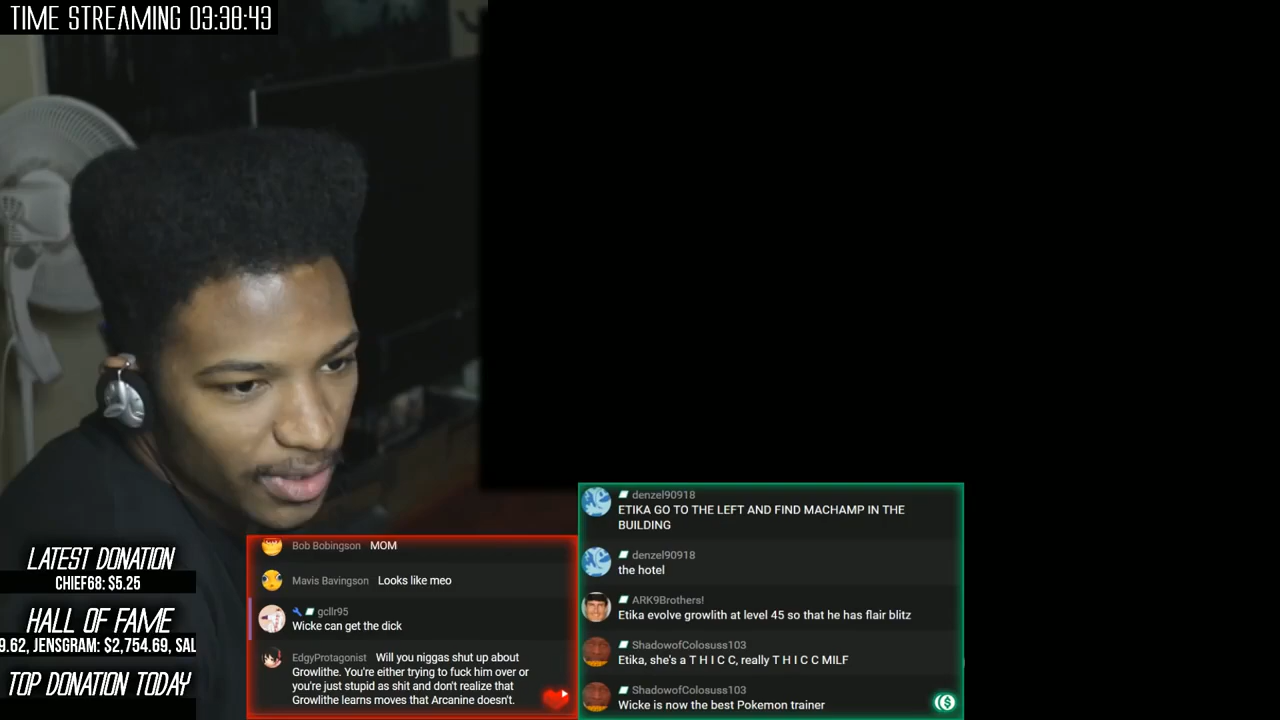 TIME STREAMING 03:38:43
LATEST DONATION
CHIEF68: $5.25
HALL OF FAME
9.62, JENSGRAM: $2,754.69, SAL
TOP DONATION TODAY
Bob Bobingson MOM
Mavis Bavingson Looks like meo
gcllr95
Wicke can get the dick
EdgyProtagonist Will you niggas shut up about
Growlithe. You're either trying to fuck him over or
you're just stupid as shit and don't realize that
Growlithe learns moves that Arcanine doesn't.
denzel90918
ETIKA GO TO THE LEFT AND FIND MACHAMP IN THE
BUILDING
denzel90918
the hotel
ARK9Brothers!
Etika evolve growlith at level 45 so that he has flair blitz
ShadowofColosuss103
Etika, she's a T H I C C, really T H I C C MILF
ShadowofColosuss103
Wicke is now the best Pokemon trainer